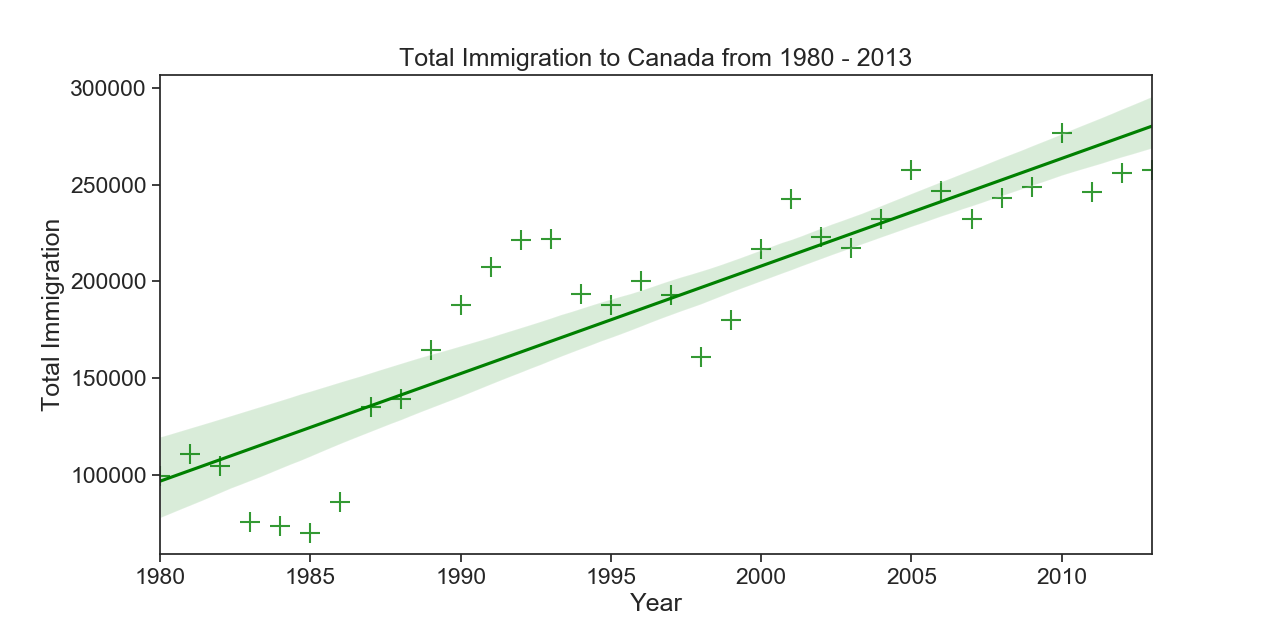 Total Immigration to Canada from 1980 - 2013
300000
250000
200000
150000
100000
Total Immigration
1980 1985 1990 1995 2000 2005 2010
Year